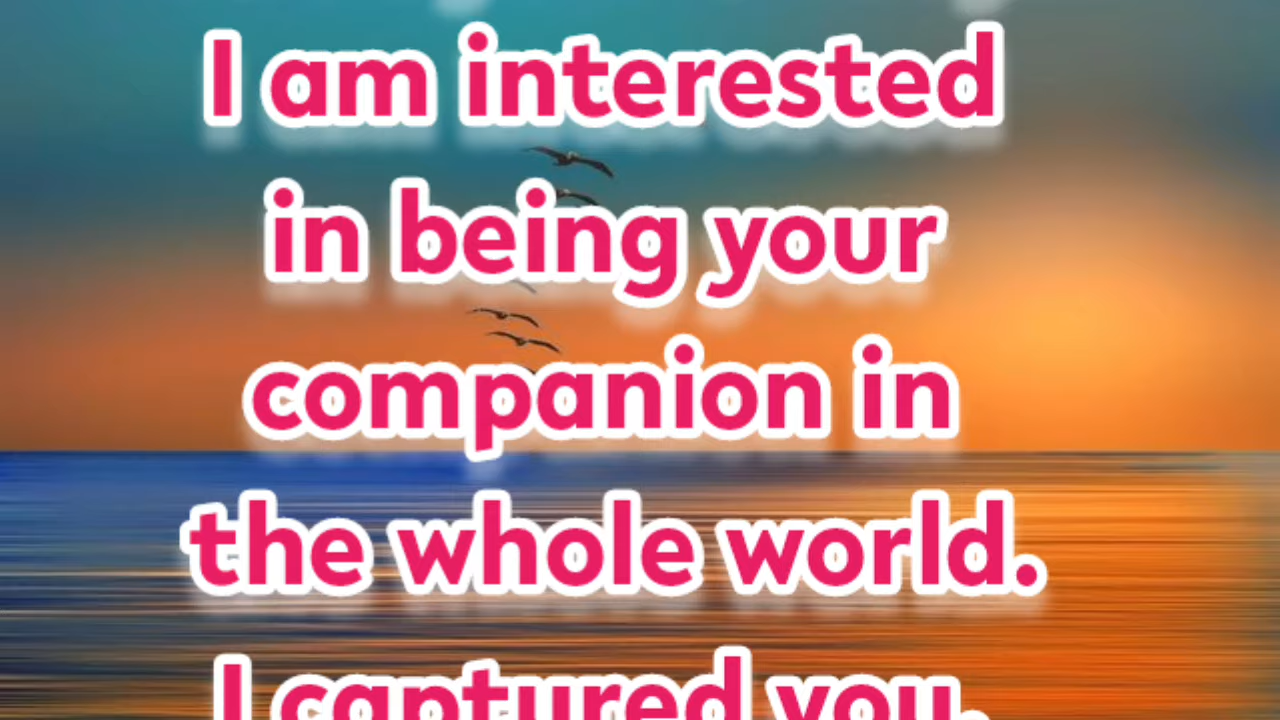 I am interested
in being your
companion in
the whole world.
I captured you.